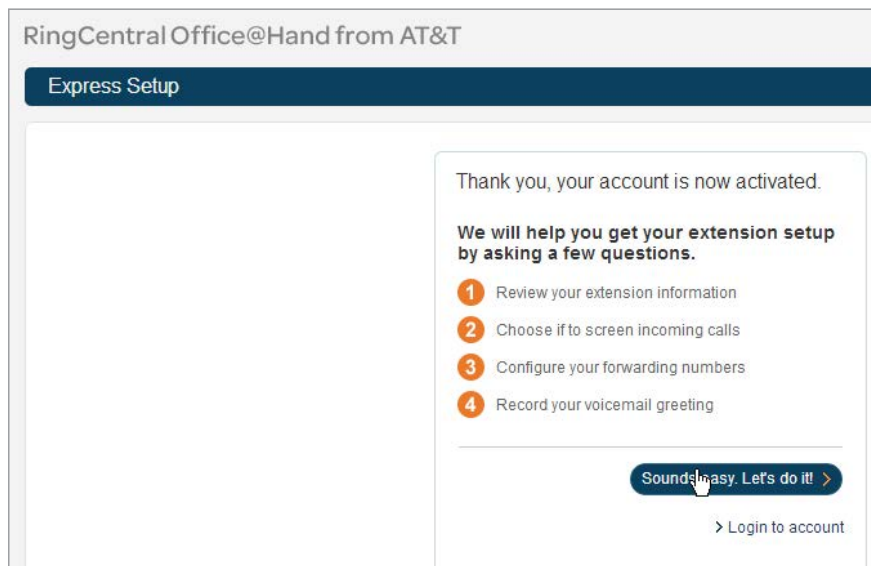 RingCentral Office@Hand from AT&T
Express Setup
Thank you, your account is now activated.
We will help you get your extension setup
by asking a few questions.
1 Review your extension information
2 Choose if to screen incoming calls
3 Configure your forwarding numbers
4 Record your voicemail greeting
Sounds easy. Let's do it! >
> Login to account